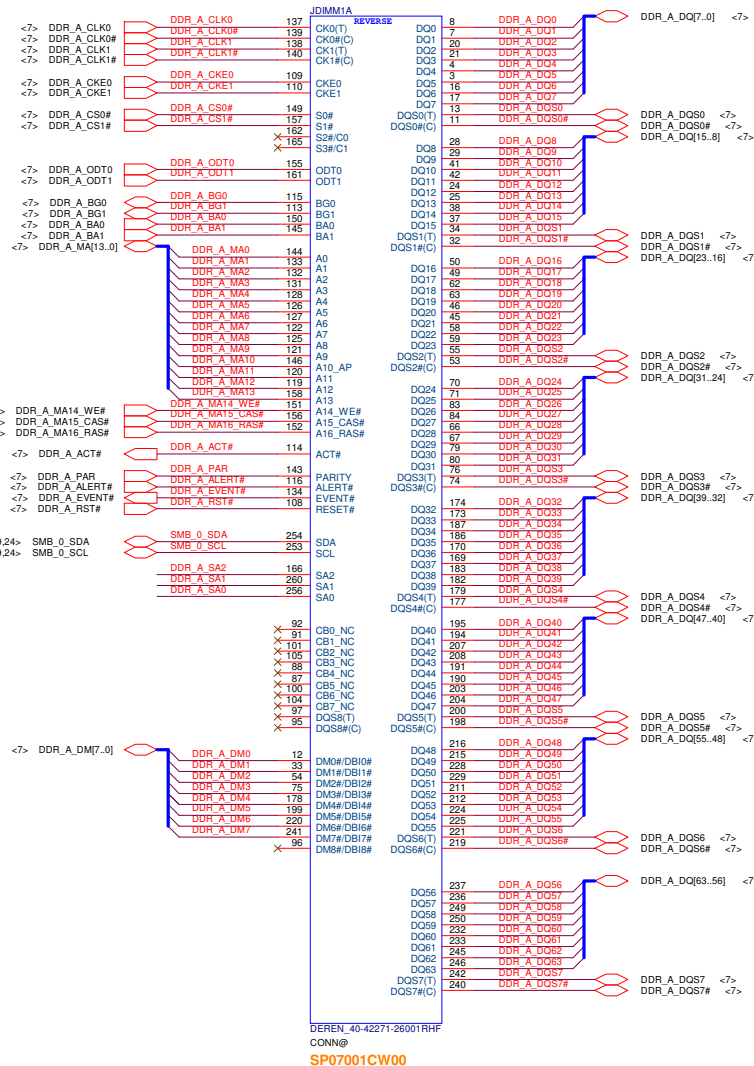 JDIMM1A
REVERSE
<7> DDR_A_CLK0 DDR_A_CLK0 137 CK0(T)
<7> DDR_A_CLK0# DDR_A_CLK0# 139 CK0#(C)
<7> DDR_A_CLK1 DDR_A_CLK1 138 CK1(T)
<7> DDR_A_CLK1# DDR_A_CLK1# 140 CK1#(C)
<7> DDR_A_CKE0 DDR_A_CKE0 109 CKE0
<7> DDR_A_CKE1 DDR_A_CKE1 110 CKE1
<7> DDR_A_CS0# DDR_A_CS0# 149 S0#
<7> DDR_A_CS1# DDR_A_CS1# 157 S1#
162 S2#/C0
165 S3#/C1
<7> DDR_A_ODT0 DDR_A_ODT0 155 ODT0
<7> DDR_A_ODT1 DDR_A_ODT1 161 ODT1
<7> DDR_A_BG0 DDR_A_BG0 115 BG0
<7> DDR_A_BG1 DDR_A_BG1 113 BG1
<7> DDR_A_BA0 DDR_A_BA0 150 BA0
<7> DDR_A_BA1 DDR_A_BA1 145 BA1
<7> DDR_A_MA[13..0]
DDR_A_MA0 144 A0
DDR_A_MA1 133 A1
DDR_A_MA2 132 A2
DDR_A_MA3 131 A3
DDR_A_MA4 128 A4
DDR_A_MA5 126 A5
DDR_A_MA6 127 A6
DDR_A_MA7 122 A7
DDR_A_MA8 125 A8
DDR_A_MA9 121 A9
DDR_A_MA10 146 A10_AP
DDR_A_MA11 120 A11
DDR_A_MA12 119 A12
DDR_A_MA13 158 A13
> DDR_A_MA14_WE# DDR_A_MA14_WE# 151 A14_WE#
> DDR_A_MA15_CAS# DDR_A_MA15_CAS# 156 A15_CAS#
> DDR_A_MA16_RAS# DDR_A_MA16_RAS# 152 A16_RAS#
<7> DDR_A_ACT# DDR_A_ACT# 114 ACT#
<7> DDR_A_PAR DDR_A_PAR 143 PARITY
<7> DDR_A_ALERT# DDR_A_ALERT# 116 ALERT#
<7> DDR_A_EVENT# DDR_A_EVENT# 134 EVENT#
<7> DDR_A_RST# DDR_A_RST# 108 RESET#
,24> SMB_0_SDA SMB_0_SDA 254 SDA
,24> SMB_0_SCL SMB_0_SCL 253 SCL
DDR_A_SA2 166 SA2
DDR_A_SA1 260 SA1
DDR_A_SA0 256 SA0
92 CB0_NC
91 CB1_NC
101 CB2_NC
105 CB3_NC
88 CB4_NC
87 CB5_NC
100 CB6_NC
104 CB7_NC
97 DQS8(T)
95 DQS8#(C)
<7> DDR_A_DM[7..0]
DDR_A_DM0 12 DM0#/DBI0#
DDR_A_DM1 33 DM1#/DBI1#
DDR_A_DM2 54 DM2#/DBI2#
DDR_A_DM3 75 DM3#/DBI3#
DDR_A_DM4 178 DM4#/DBI4#
DDR_A_DM5 199 DM5#/DBI5#
DDR_A_DM6 220 DM6#/DBI6#
DDR_A_DM7 241 DM7#/DBI7#
96 DM8#/DBI8#
DQ0 8 DDR_A_DQ0 DDR_A_DQ[7..0] <7>
DQ1 7 DDR_A_DQ1
DQ2 20 DDR_A_DQ2
DQ3 21 DDR_A_DQ3
DQ4 4 DDR_A_DQ4
DQ5 3 DDR_A_DQ5
DQ6 16 DDR_A_DQ6
DQ7 17 DDR_A_DQ7
DQS0(T) 13 DDR_A_DQS0 DDR_A_DQS0 <7>
DQS0#(C) 11 DDR_A_DQS0# DDR_A_DQS0# <7>
DDR_A_DQ[15..8] <7>
DQ8 28 DDR_A_DQ8
DQ9 29 DDR_A_DQ9
DQ10 41 DDR_A_DQ10
DQ11 42 DDR_A_DQ11
DQ12 24 DDR_A_DQ12
DQ13 25 DDR_A_DQ13
DQ14 38 DDR_A_DQ14
DQ15 37 DDR_A_DQ15
DQS1(T) 34 DDR_A_DQS1 DDR_A_DQS1 <7>
DQS1#(C) 32 DDR_A_DQS1# DDR_A_DQS1# <7>
DDR_A_DQ[23..16] <7
DQ16 50 DDR_A_DQ16
DQ17 49 DDR_A_DQ17
DQ18 62 DDR_A_DQ18
DQ19 63 DDR_A_DQ19
DQ20 46 DDR_A_DQ20
DQ21 45 DDR_A_DQ21
DQ22 58 DDR_A_DQ22
DQ23 59 DDR_A_DQ23
DQS2(T) 55 DDR_A_DQS2 DDR_A_DQS2 <7>
DQS2#(C) 53 DDR_A_DQS2# DDR_A_DQS2# <7>
DDR_A_DQ[31..24] <7
DQ24 70 DDR_A_DQ24
DQ25 71 DDR_A_DQ25
DQ26 83 DDR_A_DQ26
DQ27 84 DDR_A_DQ27
DQ28 66 DDR_A_DQ28
DQ29 67 DDR_A_DQ29
DQ30 79 DDR_A_DQ30
DQ31 80 DDR_A_DQ31
DQS3(T) 76 DDR_A_DQS3 DDR_A_DQS3 <7>
DQS3#(C) 74 DDR_A_DQS3# DDR_A_DQS3# <7>
DDR_A_DQ[39..32] <7
DQ32 174 DDR_A_DQ32
DQ33 173 DDR_A_DQ33
DQ34 187 DDR_A_DQ34
DQ35 186 DDR_A_DQ35
DQ36 170 DDR_A_DQ36
DQ37 169 DDR_A_DQ37
DQ38 183 DDR_A_DQ38
DQ39 182 DDR_A_DQ39
DQS4(T) 179 DDR_A_DQS4 DDR_A_DQS4 <7>
DQS4#(C) 177 DDR_A_DQS4# DDR_A_DQS4# <7>
DDR_A_DQ[47..40] <7
DQ40 195 DDR_A_DQ40
DQ41 194 DDR_A_DQ41
DQ42 207 DDR_A_DQ42
DQ43 208 DDR_A_DQ43
DQ44 191 DDR_A_DQ44
DQ45 190 DDR_A_DQ45
DQ46 203 DDR_A_DQ46
DQ47 204 DDR_A_DQ47
DQS5(T) 200 DDR_A_DQS5 DDR_A_DQS5 <7>
DQS5#(C) 198 DDR_A_DQS5# DDR_A_DQS5# <7>
DDR_A_DQ[55..48] <7
DQ48 216 DDR_A_DQ48
DQ49 215 DDR_A_DQ49
DQ50 228 DDR_A_DQ50
DQ51 229 DDR_A_DQ51
DQ52 211 DDR_A_DQ52
DQ53 212 DDR_A_DQ53
DQ54 224 DDR_A_DQ54
DQ55 225 DDR_A_DQ55
DQS6(T) 221 DDR_A_DQS6 DDR_A_DQS6 <7>
DQS6#(C) 219 DDR_A_DQS6# DDR_A_DQS6# <7>
DDR_A_DQ[63..56] <7
DQ56 237 DDR_A_DQ56
DQ57 236 DDR_A_DQ57
DQ58 249 DDR_A_DQ58
DQ59 250 DDR_A_DQ59
DQ60 232 DDR_A_DQ60
DQ61 233 DDR_A_DQ61
DQ62 245 DDR_A_DQ62
DQ63 246 DDR_A_DQ63
DQS7(T) 242 DDR_A_DQS7 DDR_A_DQS7 <7>
DQS7#(C) 240 DDR_A_DQS7# DDR_A_DQS7# <7>
DEREN_40-42271-26001RHF
CONN@
SP07001CW00